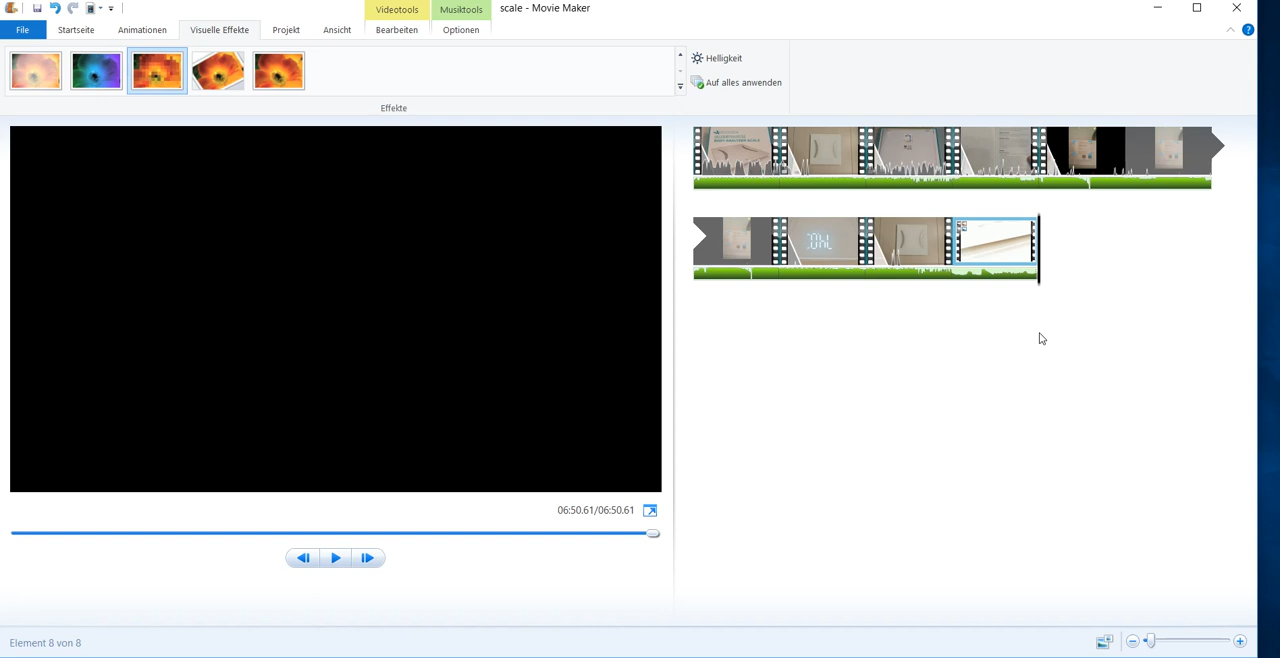 scale - Movie Maker
Videotools
Musiktools
File
Startseite
Animationen
Visuelle Effekte
Projekt
Ansicht
Bearbeiten
Optionen
Helligkeit
Auf alles anwenden
Effekte
06:50.61/06:50.61
Element 8 von 8